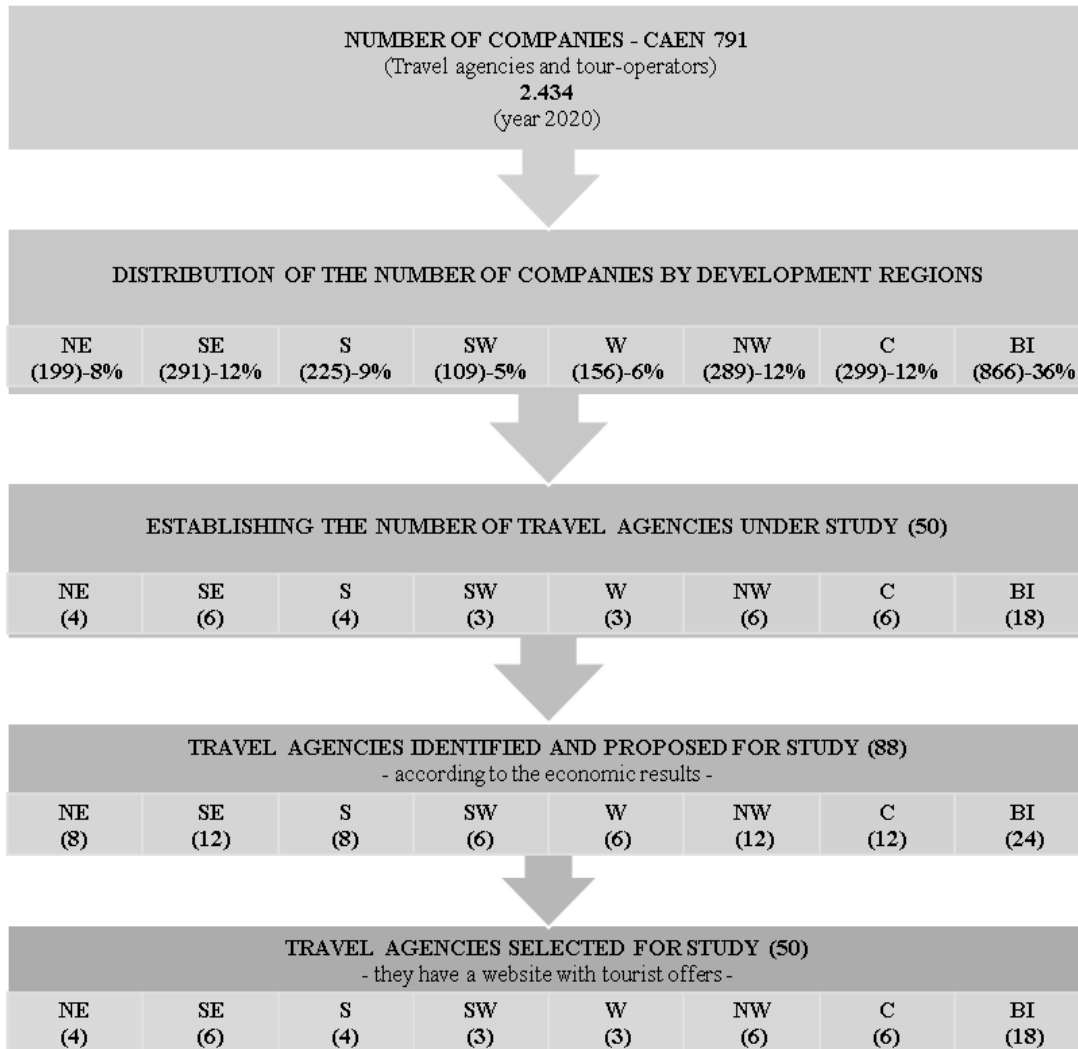 NUMBER OF COMPANIES - CAEN 791
(Travel agencies and tour-operators)
2.434
(year 2020)
DISTRIBUTION OF THE NUMBER OF COMPANIES BY DEVELOPMENT REGIONS
NE SE S SW W NW C BI
(199)-8% (291)-12% (225)-9% (109)-5% (156)-6% (289)-12% (299)-12% (866)-36%
ESTABLISHING THE NUMBER OF TRAVEL AGENCIES UNDER STUDY (50)
NE SE S SW W NW C BI
(4) (6) (4) (3) (3) (6) (6) (18)
TRAVEL AGENCIES IDENTIFIED AND PROPOSED FOR STUDY (88)
- according to the economic results -
NE SE S SW W NW C BI
(8) (12) (8) (6) (6) (12) (12) (24)
TRAVEL AGENCIES SELECTED FOR STUDY (50)
- they have a website with tourist offers -
NE SE S SW W NW C BI
(4) (6) (4) (3) (3) (6) (6) (18)